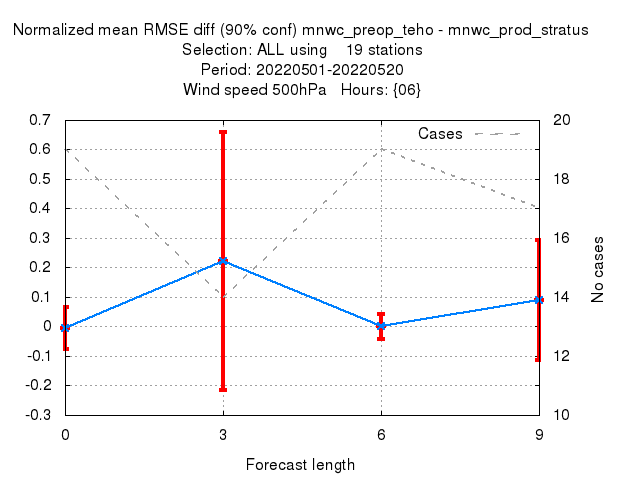 Normalized mean RMSE diff (90% conf) mnwc_preop_teho - mnwc_prod_stratus
Selection: ALL using 19 stations
Period: 20220501-20220520
Wind speed 500hPa Hours: {06}
Cases
0.7
0.6
0.5
0.4
0.3
0.2
0.1
0
-0.1
-0.2
-0.3
20
18
16
14
12
10
No cases
0 3 6 9
Forecast length